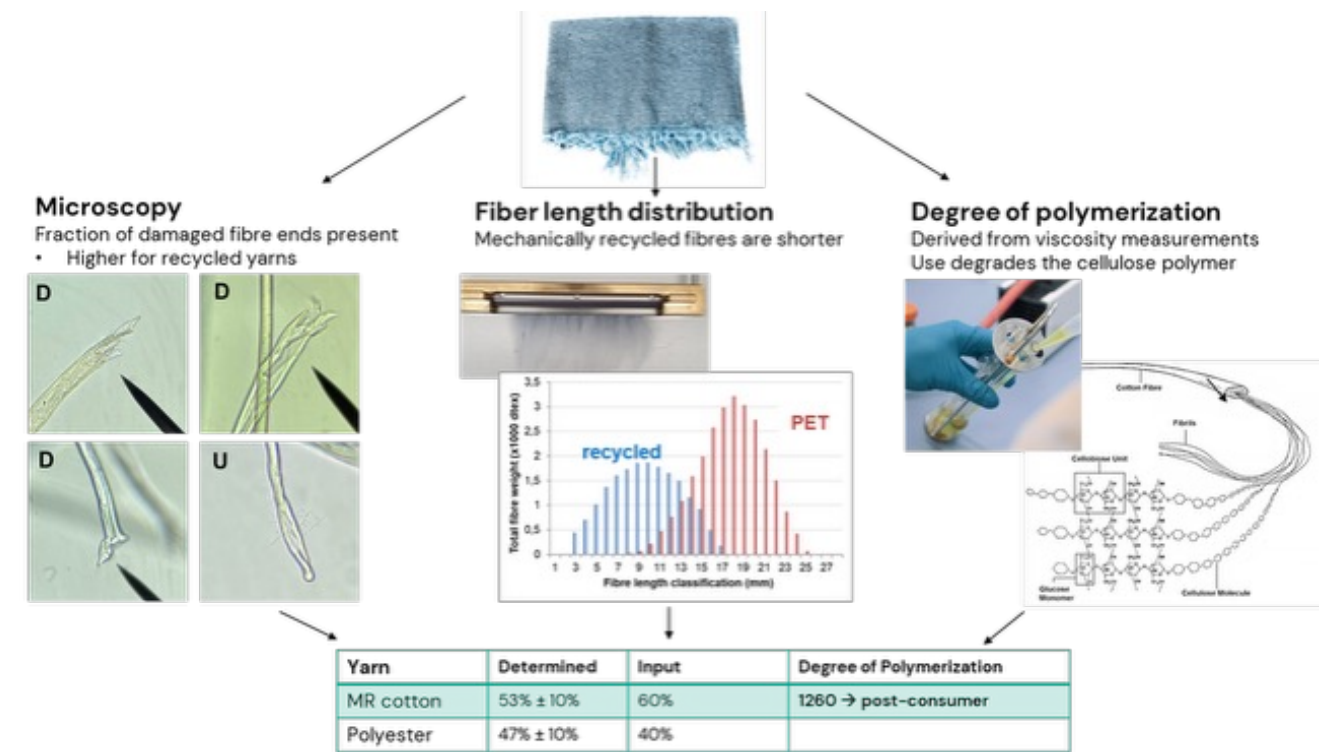 Microscopy
Fraction of damaged fibre ends present
• Higher for recycled yarns
D
D
D
U
Fiber length distribution
Mechanically recycled fibres are shorter
Total fibre weight (x1000 dtex)
3,5
3
2,5
2
1,5
1
0,5
0
recycled
PET
1 3 5 7 9 11 13 15 17 19 21 23 25 27
Fibre length classification (mm)
Degree of polymerization
Derived from viscosity measurements
Use degrades the cellulose polymer
Cotton Fibre
Fibrils
Cellobiose Unit
Glucose
Monomer
Cellulose Molecule
Yarn Determined Input Degree of Polymerization
MR cotton 53% ± 10% 60% 1260 → post-consumer
Polyester 47% ± 10% 40%